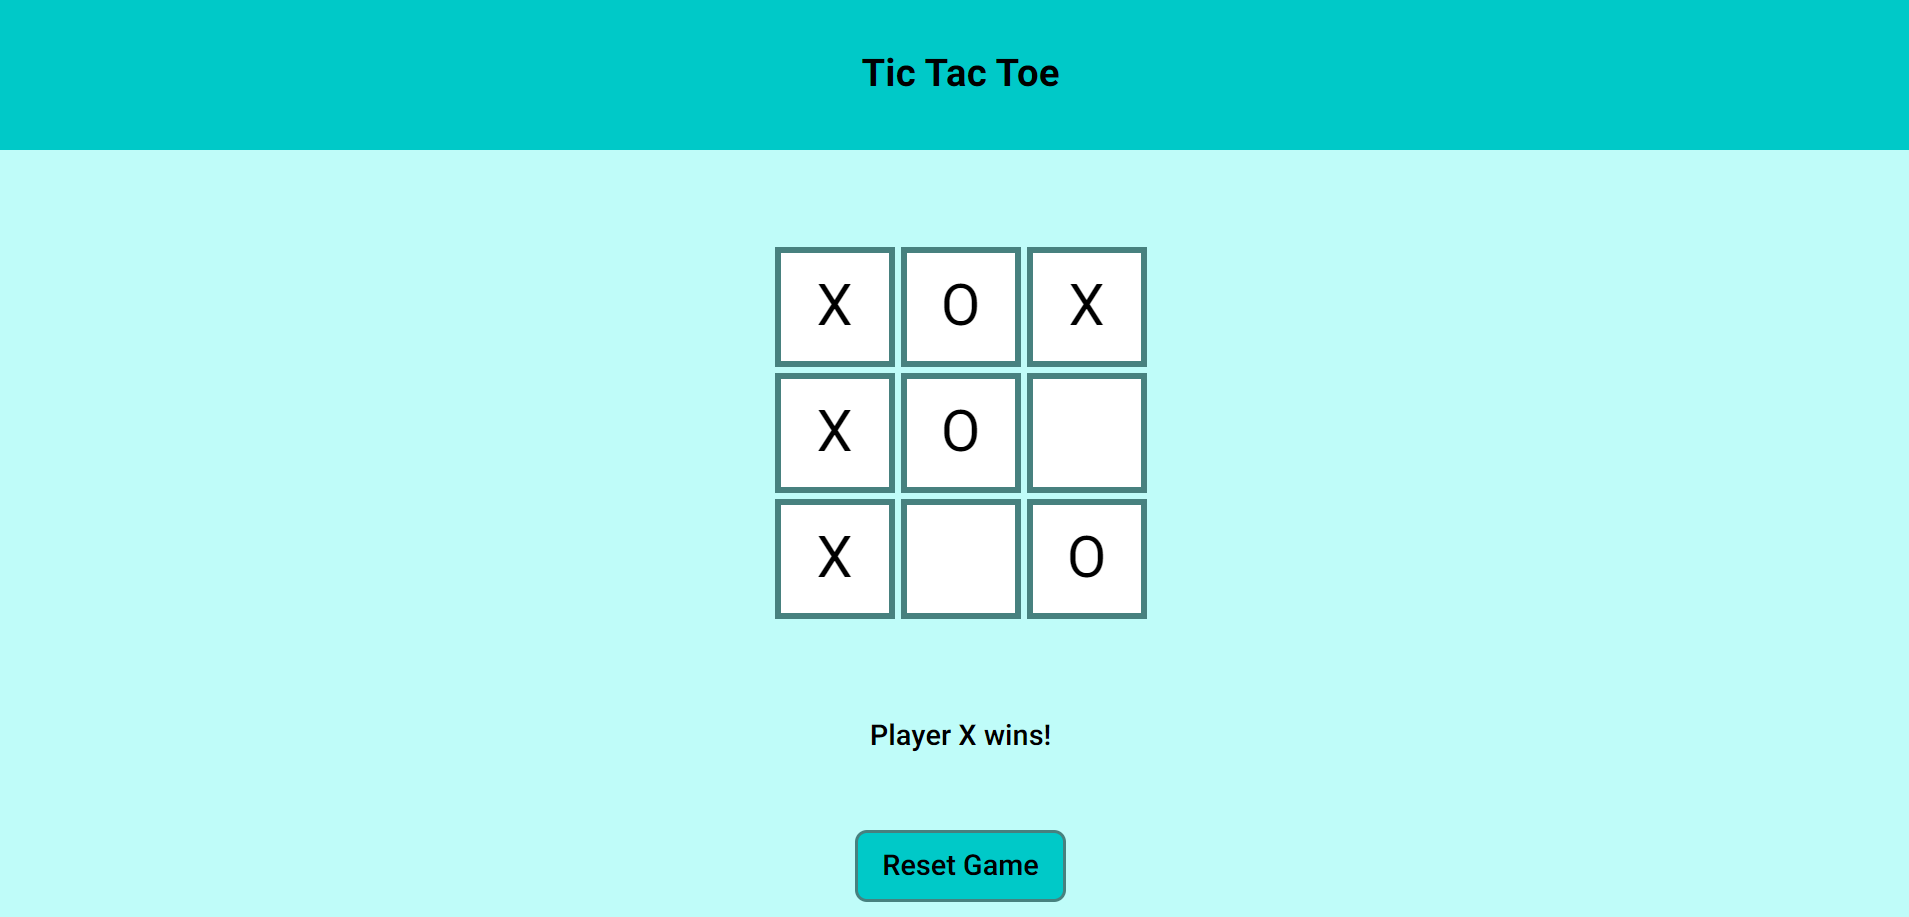 Tic Tac Toe
X O X
X O
X O
Player X wins!
Reset Game